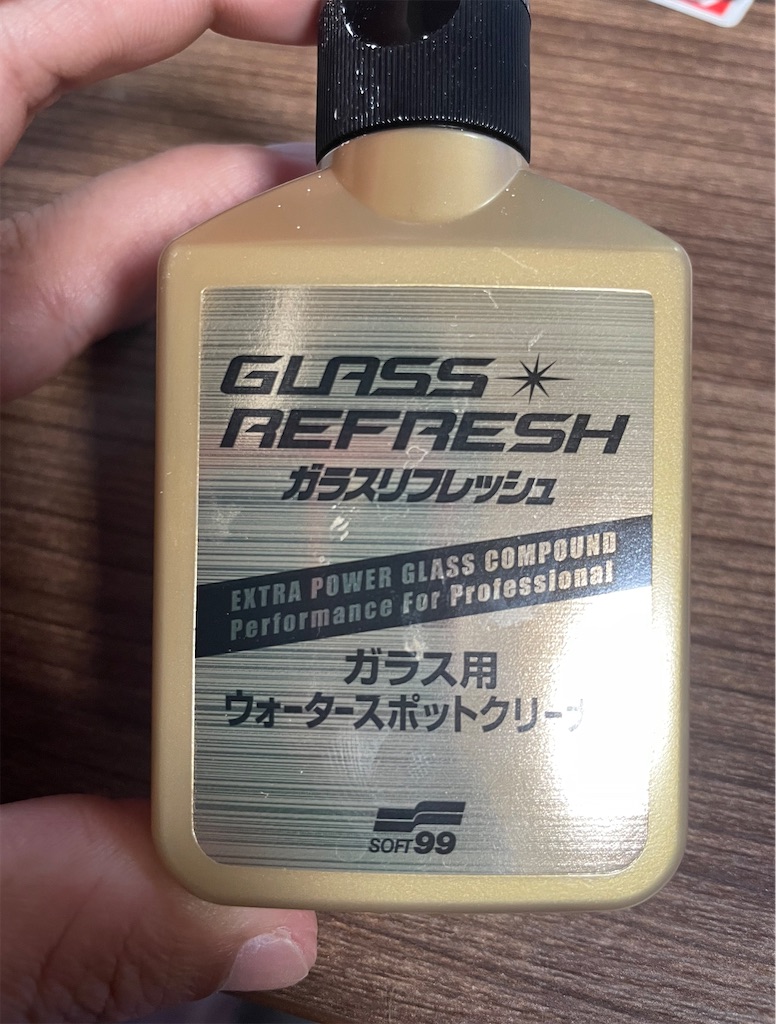 GLASS
REFRESH
ガラスリフレッシュ
EXTRA POWER GLASS COMPOUND
Performance For Professional
ガラス用
ウォータースポットクリー
SOFT99